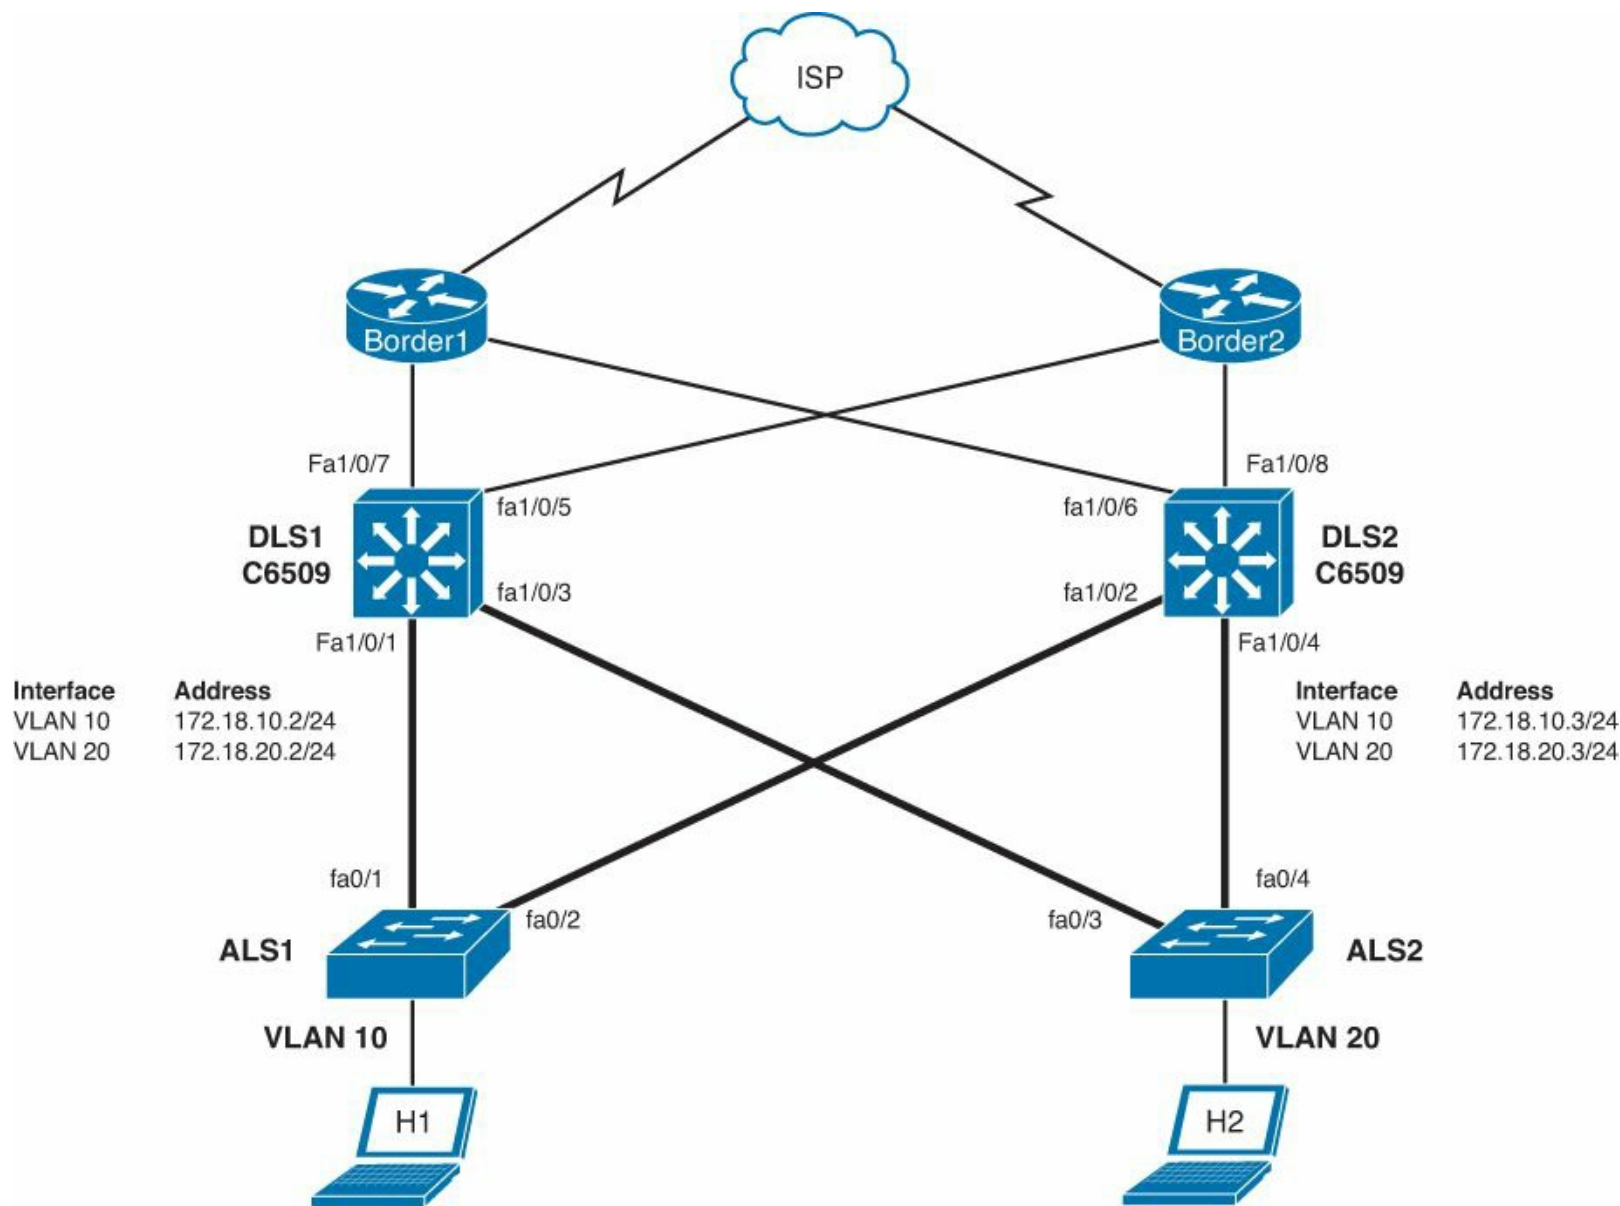 ISP
Border1
Border2
Fa1/0/7
Fa1/0/8
fa1/0/5
fa1/0/6
DLS1
C6509
DLS2
C6509
fa1/0/3
fa1/0/2
Fa1/0/1
Fa1/0/4
Interface Address
VLAN 10 172.18.10.2/24
VLAN 20 172.18.20.2/24
Interface Address
VLAN 10 172.18.10.3/24
VLAN 20 172.18.20.3/24
fa0/1
fa0/4
fa0/2
fa0/3
ALS1
ALS2
VLAN 10
VLAN 20
H1
H2